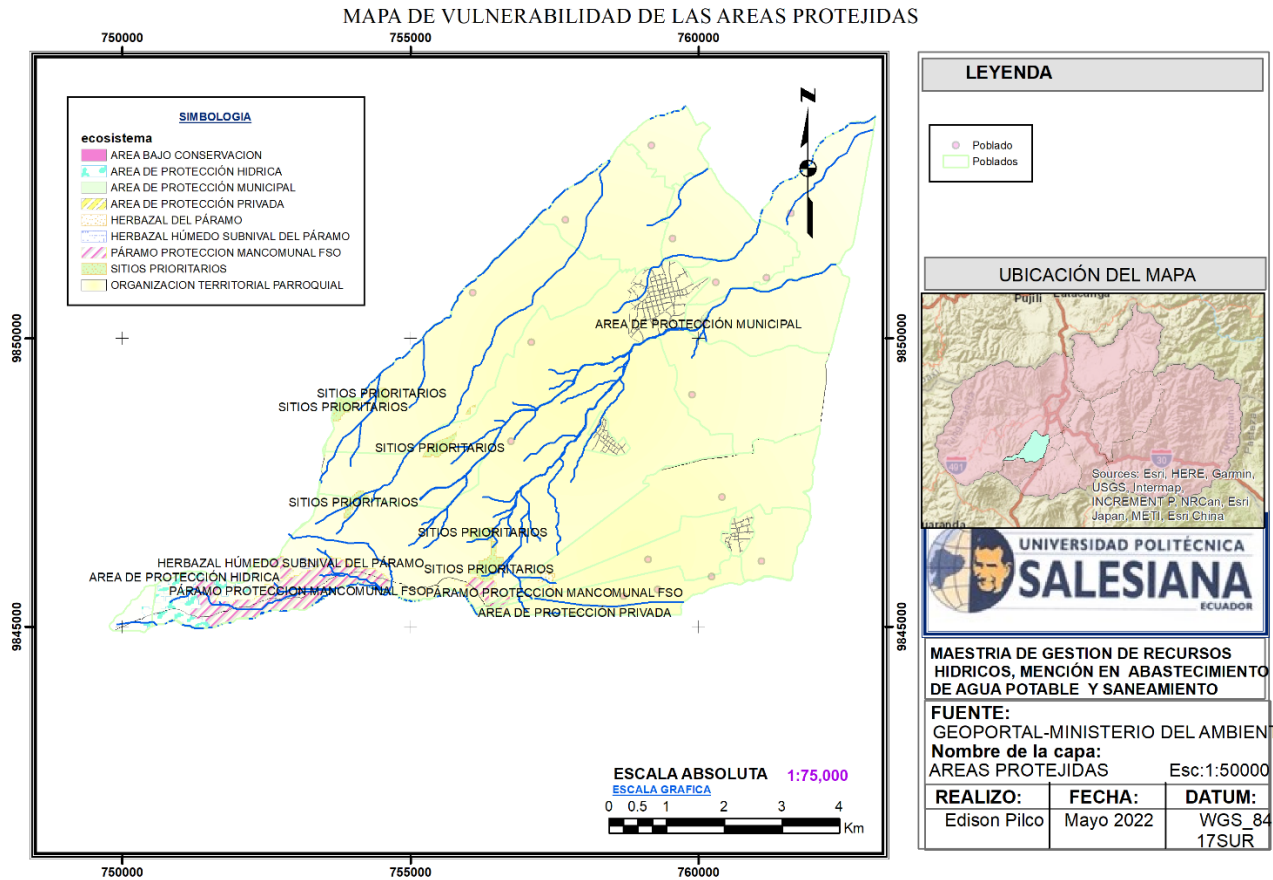 MAPA DE VULNERABILIDAD DE LAS AREAS PROTEJIDAS
750000
755000
760000
SIMBOLOGIA
ecosistema
AREA BAJO CONSERVACION
AREA DE PROTECCIÓN HIDRICA
AREA DE PROTECCIÓN MUNICIPAL
AREA DE PROTECCIÓN PRIVADA
HERBAZAL DEL PÁRAMO
HERBAZAL HÚMEDO SUBNIVAL DEL PÁRAMO
PÁRAMO PROTECCION MANCOMUNAL FSO
SITIOS PRIORITARIOS
ORGANIZACION TERRITORIAL PARROQUIAL
N
9850000
9850000
AREA DE PROTECCIÓN MUNICIPAL
SITIOS PRIORITARIOS
SITIOS PRIORITARIOS
SITIOS PRIORITARIOS
SITIOS PRIORITARIOS
SITIOS PRIORITARIOS
HERBAZAL HÚMEDO SUBNIVAL DEL PÁRAMO
SITIOS PRIORITARIOS
AREA DE PROTECCIÓN HIDRICA
PÁRAMO PROTECCION MANCOMUNAL FSO
PÁRAMO PROTECCION MANCOMUNAL FSO
AREA DE PROTECCIÓN PRIVADA
9845000
9845000
ESCALA ABSOLUTA 1:75,000
ESCALA GRAFICA
0 0.5 1 2 3 4
Km
750000
755000
760000
LEYENDA
Poblado
Poblados
UBICACIÓN DEL MAPA
Pujili
Latacunga
491
30
Sources: Esri, HERE, Garmin,
USGS, Intermap,
INCREMENT P, NRCan, Esri
Japan, METI, Esri China
uaranda
UNIVERSIDAD POLITÉCNICA
SALESIANA
ECUADOR
MAESTRIA DE GESTION DE RECURSOS
HIDRICOS, MENCIÓN EN ABASTECIMIENTO
DE AGUA POTABLE Y SANEAMIENTO
FUENTE:
GEOPORTAL-MINISTERIO DEL AMBIENT
Nombre de la capa:
AREAS PROTEJIDAS Esc:1:50000
REALIZO: FECHA: DATUM:
Edison Pilco Mayo 2022 WGS_84
17SUR